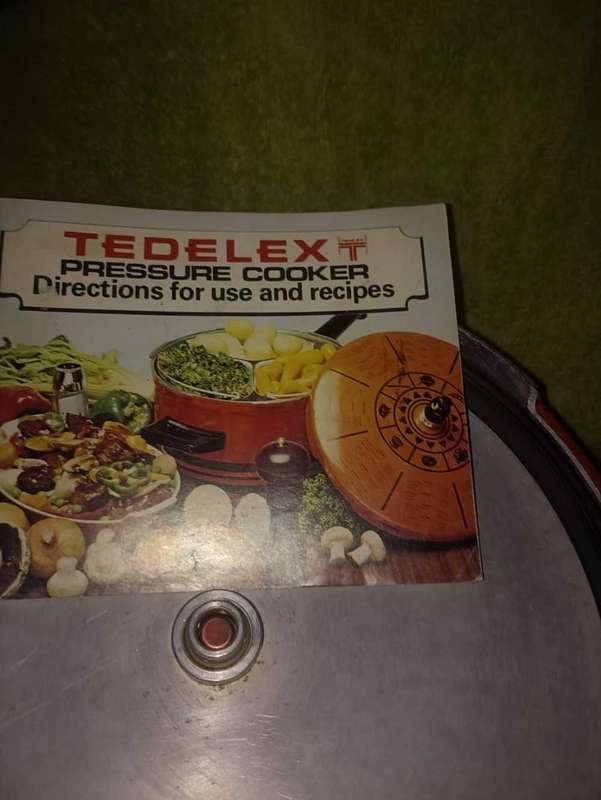 TEDELEX
PRESSURE COOKER
Directions for use and recipes